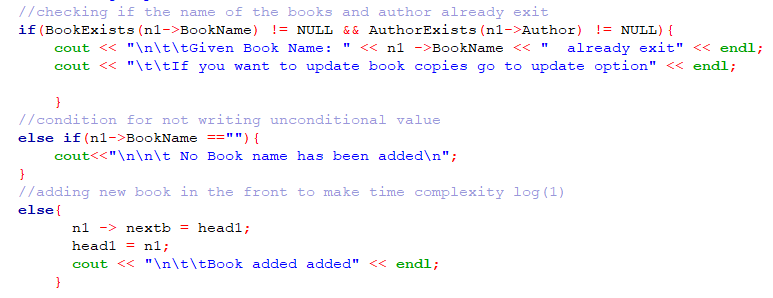 //checking if the name of the books and author already exit
if(BookExists(n1->BookName) != NULL && AuthorExists(n1->Author) != NULL){
cout << "\n\t\tGiven Book Name: " << n1 ->BookName << "  already exit" << endl;
cout << "\t\tIf you want to update book copies go to update option" << endl;
}
//condition for not writing unconditional value
else if(n1->BookName ==""){
cout<<"\n\n\t No Book name has been added\n";
}
//adding new book in the front to make time complexity log(1)
else{
n1 -> nextb = head1;
head1 = n1;
cout << "\n\t\tBook added added" << endl;
}